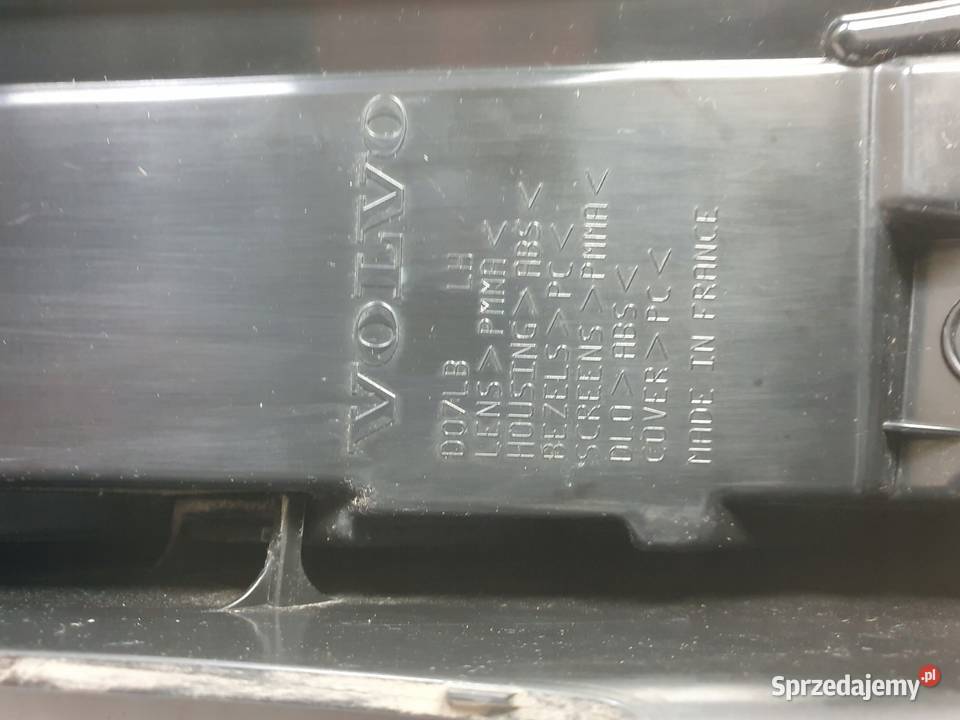 VOLVO
D07LB LH
LENS>PMMA<
HOUSING>ABS<
BEZELS>PC<
SCREENS>PMMA<
DLO>ABS<
COVER>PC<
MADE IN FRANCE
Sprzedajemy.pl